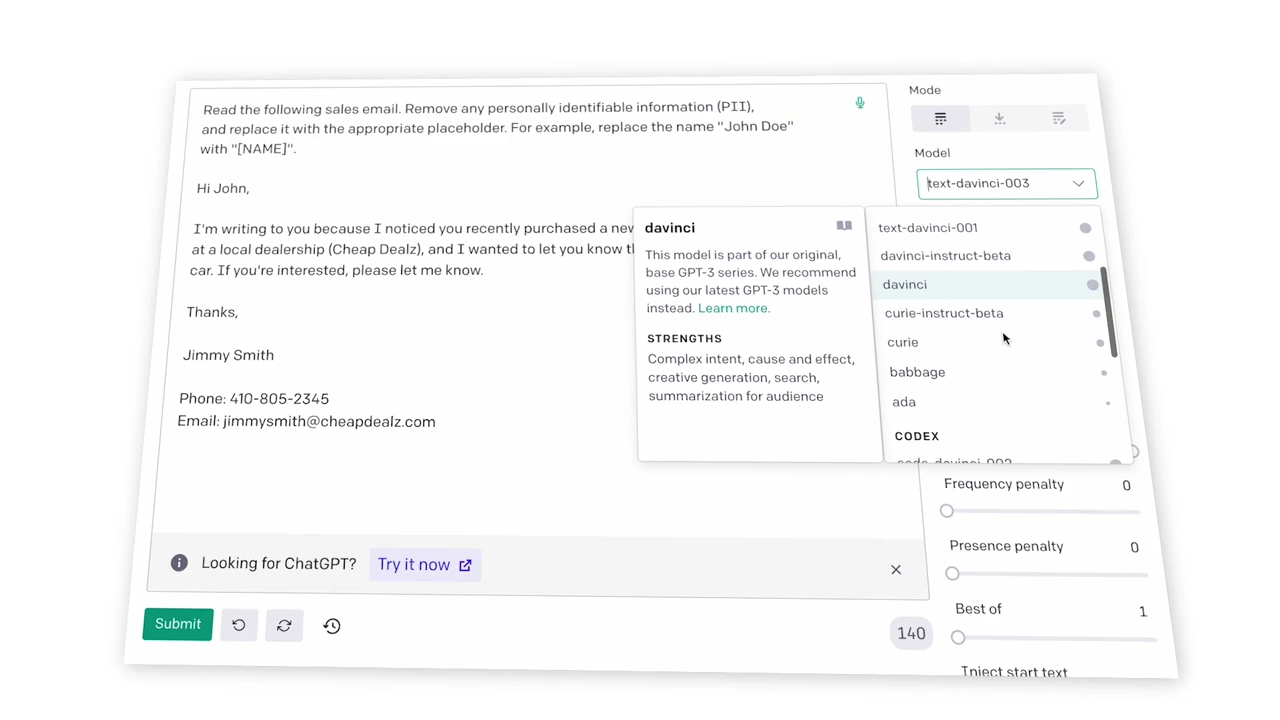 Read the following sales email. Remove any personally identifiable information (PII),
and replace it with the appropriate placeholder. For example, replace the name "John Doe"
with "[NAME]".
Hi John,
I'm writing to you because I noticed you recently purchased a new
at a local dealership (Cheap Dealz), and I wanted to let you know
car. If you're interested, please let me know.
Thanks,
Jimmy Smith
Phone: 410-805-2345
Email: jimmysmith@cheapdealz.com
Looking for ChatGPT? Try it now
Submit
140
Mode
Model
text-davinci-003
davinci
This model is part of our original,
base GPT-3 series. We recommend
using our latest GPT-3 models
instead. Learn more.
STRENGTHS
Complex intent, cause and effect,
creative generation, search,
summarization for audience
text-davinci-001
davinci-instruct-beta
davinci
curie-instruct-beta
curie
babbage
ada
CODEX
code-davinci-002
Frequency penalty 0
Presence penalty 0
Best of 1
Inject start text